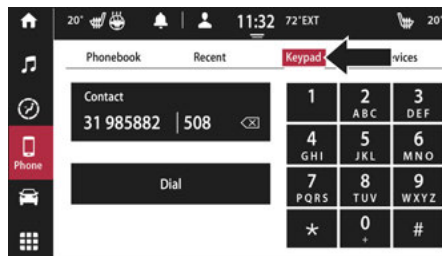 20° 11:32 72°EXT 20°
Phonebook Recent Keypad vices
Contact
31 985882 508
Dial
1 2 ABC 3 DEF
4 GHI 5 JKL 6 MNO
7 PQRS 8 TUV 9 WXYZ
* 0 + #
Phone